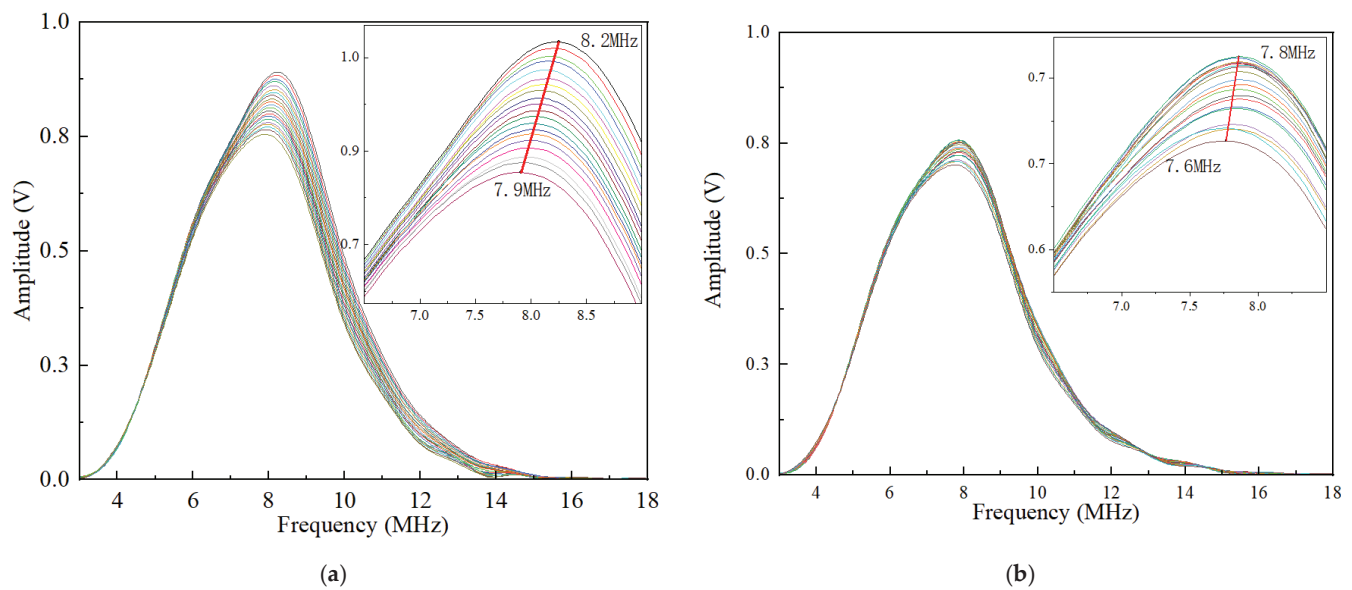 1.0
0.8
0.5
0.3
0.0
Amplitude (V)
4 6 8 10 12 14 16 18
Frequency (MHz)
1.0
0.9
0.7
7.0 7.5 8.0 8.5
8.2MHz
7.9MHz
(a)
1.0
0.8
0.5
0.3
0.0
Amplitude (V)
4 6 8 10 12 14 16 18
Frequency (MHz)
0.7
0.7
0.6
7.0 7.5 8.0
7.8MHz
7.6MHz
(b)